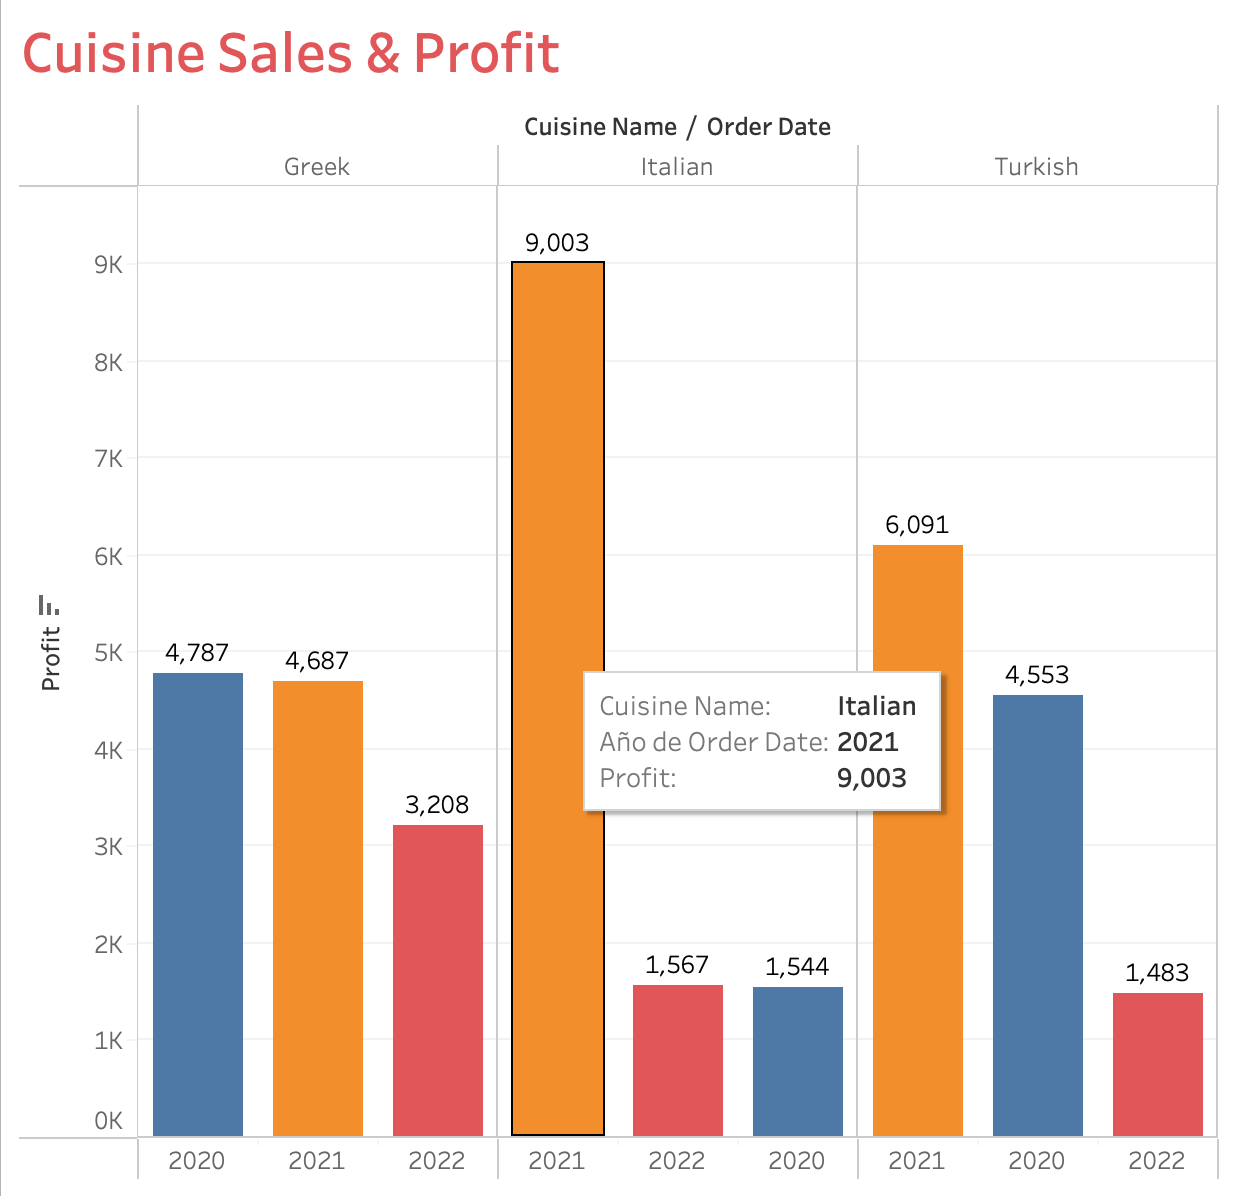 Cuisine Sales & Profit
Cuisine Name / Order Date
Greek Italian Turkish
9,003
9K
8K
7K
6,091
6K
4,787 4,687 4,553
5K
Cuisine Name: Italian
Año de Order Date: 2021
Profit: 9,003
4K
3,208
3K
2K
1,567 1,544 1,483
1K
0K
Profit
2020 2021 2022 2021 2022 2020 2021 2020 2022